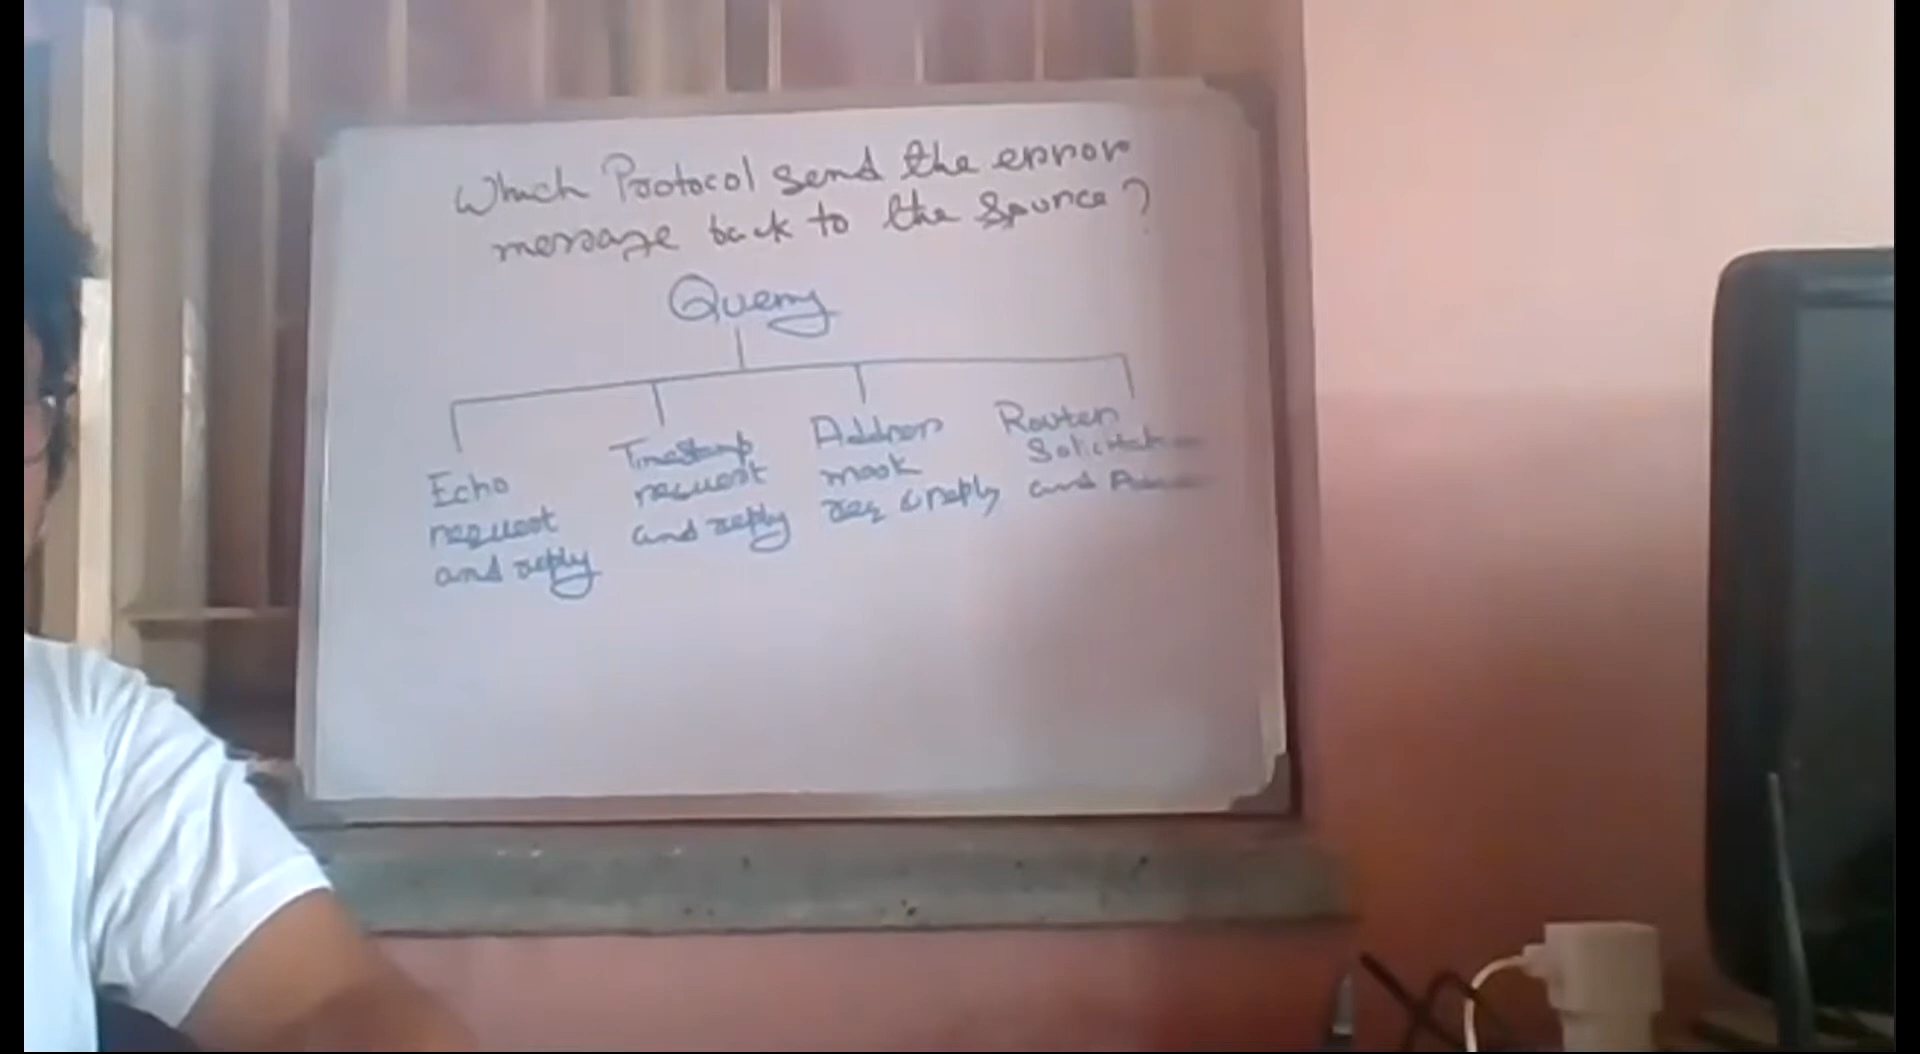 Which Protocol send the error
message back to the source?
Query
Echo
request
and reply
Timestamp
request
and reply
Address
mask
req & reply
Router
Solicitation
and